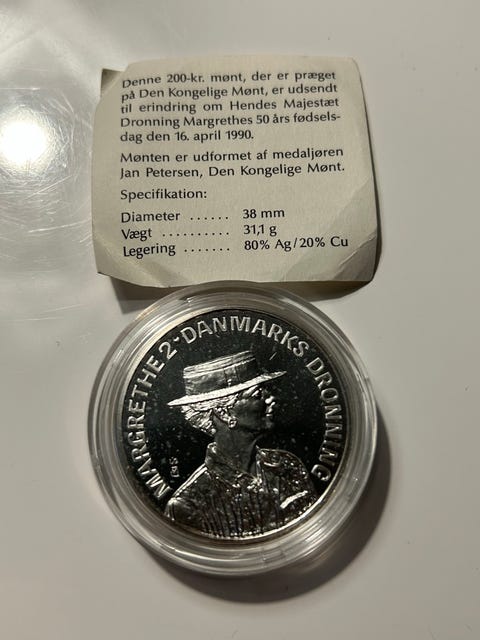 Denne 200-kr. mønt, der er præget
på Den Kongelige Mønt, er udsendt
til erindring om Hendes Majestæt
Dronning Margrethes 50 års fødsels-
dag den 16. april 1990.
Mønten er udformet af medaljøren
Jan Petersen, Den Kongelige Mønt.
Specifikation:
Diameter ...... 38 mm
Vægt .......... 31,1 g
Legering ....... 80% Ag/20% Cu
MARGRETHE 2· DANMARKS DRONNING